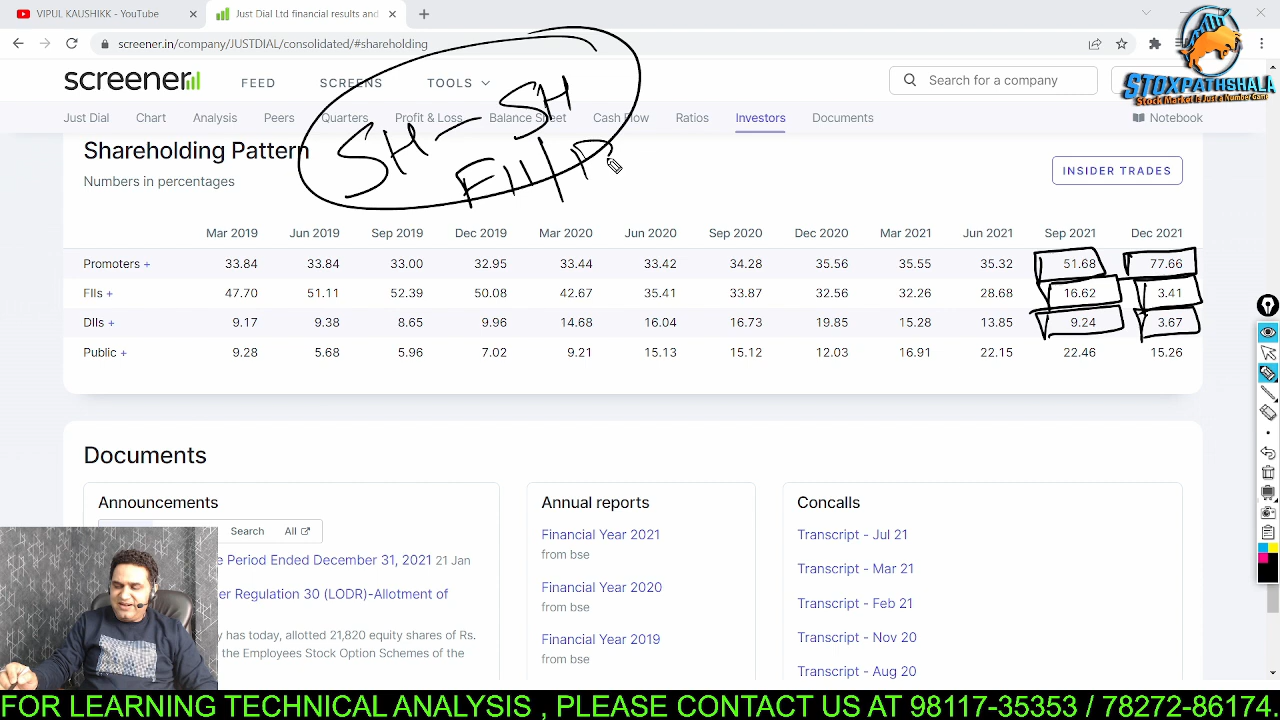 VIPUL KAUSHIKK - YouTube
Just Dial Ltd financial results and
screener.in/company/JUSTDIAL/consolidated/#shareholding
screener FEED SCREENS TOOLS Search for a company
STOXPATHSHALA
Stock Market is Just a Number Game
Just Dial Chart Analysis Peers Quarters Profit & Loss Balance Sheet Cash Flow Ratios Investors Documents Notebook
SH - SH
FII/D
Shareholding Pattern
Numbers in percentages
INSIDER TRADES
Mar 2019 Jun 2019 Sep 2019 Dec 2019 Mar 2020 Jun 2020 Sep 2020 Dec 2020 Mar 2021 Jun 2021 Sep 2021 Dec 2021
Promoters + 33.84 33.84 33.00 32.95 33.44 33.42 34.28 35.56 35.55 35.32 51.68 77.66
FIIs + 47.70 51.11 52.39 50.08 42.67 35.41 33.87 32.56 32.26 28.68 16.62 3.41
DIIs + 9.17 9.38 8.65 9.96 14.68 16.04 16.73 19.85 15.28 13.85 9.24 3.67
Public + 9.28 5.68 5.96 7.02 9.21 15.13 15.12 12.03 16.91 22.15 22.46 15.26
Documents
Announcements
Search All
e Period Ended December 31, 2021 21 Jan
er Regulation 30 (LODR)-Allotment of
y has today, allotted 21,820 equity shares of Rs.
the Employees Stock Option Schemes of the
Annual reports
Financial Year 2021
from bse
Financial Year 2020
from bse
Financial Year 2019
from bse
Concalls
Transcript - Jul 21
Transcript - Mar 21
Transcript - Feb 21
Transcript - Nov 20
Transcript - Aug 20
FOR LEARNING TECHNICAL ANALYSIS , PLEASE CONTACT US AT 98117-35353 / 78272-86174.